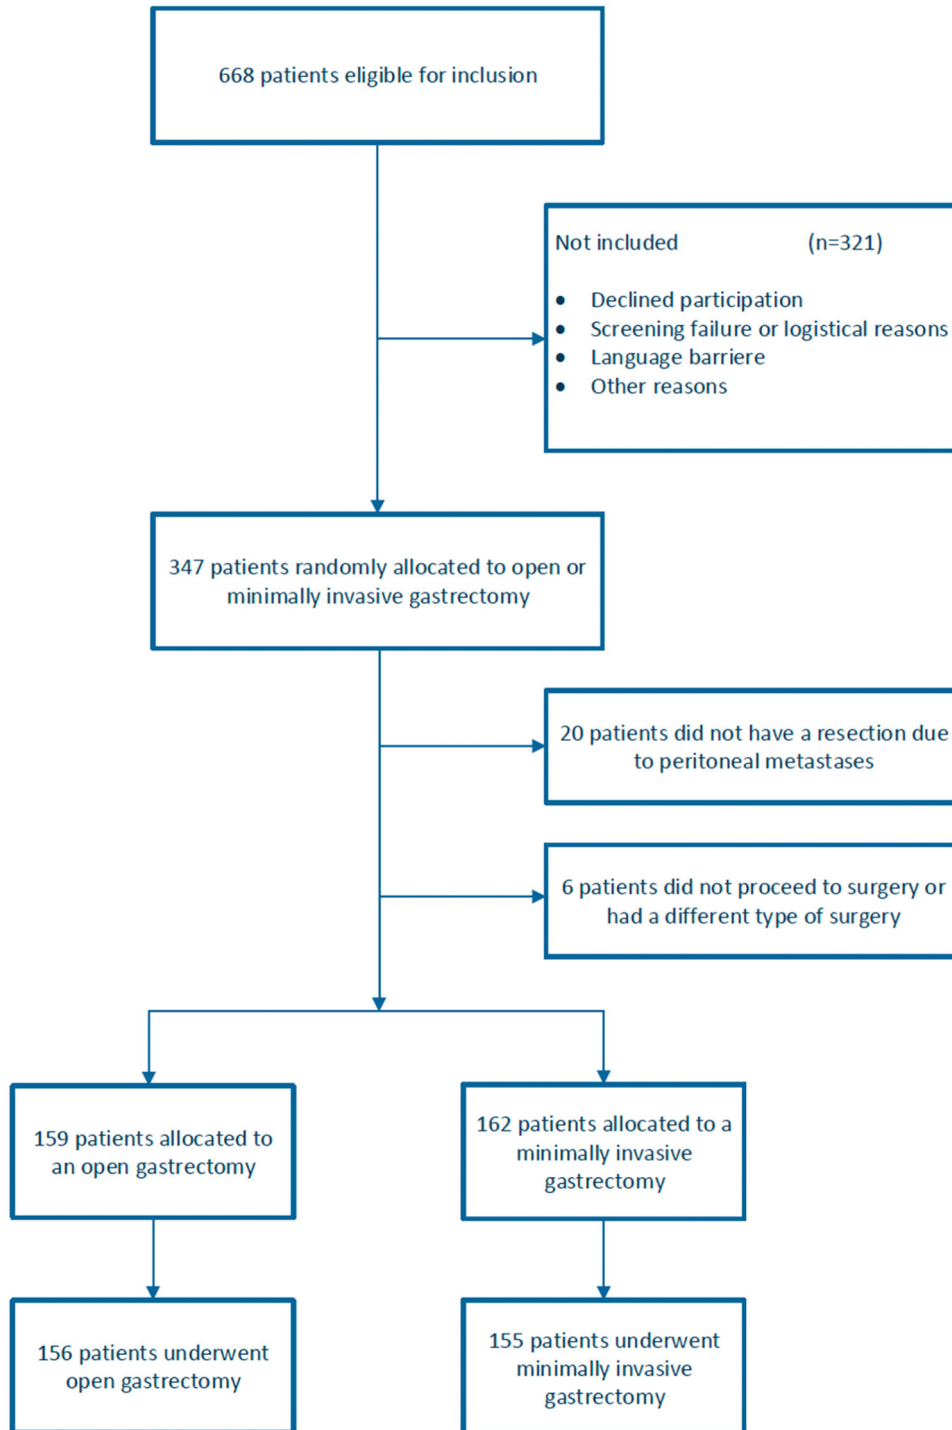 668 patients eligible for inclusion
Not included (n=321)
● Declined participation
● Screening failure or logistical reasons
● Language barriere
● Other reasons
347 patients randomly allocated to open or
minimally invasive gastrectomy
20 patients did not have a resection due
to peritoneal metastases
6 patients did not proceed to surgery or
had a different type of surgery
159 patients allocated to
an open gastrectomy
162 patients allocated to a
minimally invasive
gastrectomy
156 patients underwent
open gastrectomy
155 patients underwent
minimally invasive
gastrectomy